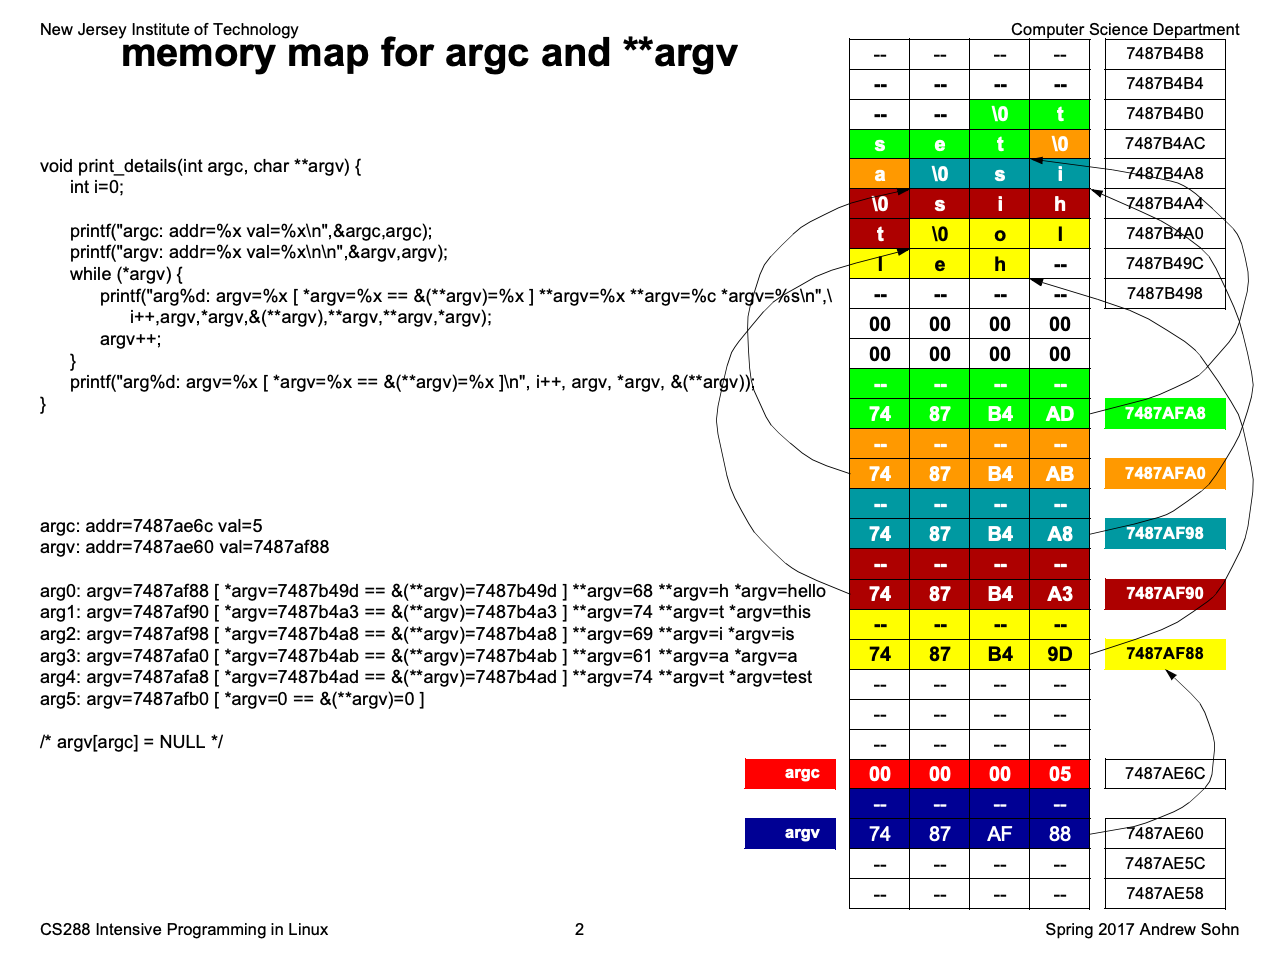 New Jersey Institute of Technology
Computer Science Department
memory map for argc and **argv
void print_details(int argc, char **argv) {
int i=0;
printf("argc: addr=%x val=%x\n",&argc,argc);
printf("argv: addr=%x val=%x\n\n",&argv,argv);
while (*argv) {
printf("arg%d: argv=%x [ *argv=%x == &(**argv)=%x ] **argv=%x **argv=%c *argv=%s\n",\
i++,argv,*argv,&(**argv),**argv,**argv,*argv);
argv++;
}
printf("arg%d: argv=%x [ *argv=%x == &(**argv)=%x ]\n", i++, argv, *argv, &(**argv));
}
argc: addr=7487ae6c val=5
argv: addr=7487ae60 val=7487af88
arg0: argv=7487af88 [ *argv=7487b49d == &(**argv)=7487b49d ] **argv=68 **argv=h *argv=hello
arg1: argv=7487af90 [ *argv=7487b4a3 == &(**argv)=7487b4a3 ] **argv=74 **argv=t *argv=this
arg2: argv=7487af98 [ *argv=7487b4a8 == &(**argv)=7487b4a8 ] **argv=69 **argv=i *argv=is
arg3: argv=7487afa0 [ *argv=7487b4ab == &(**argv)=7487b4ab ] **argv=61 **argv=a *argv=a
arg4: argv=7487afa8 [ *argv=7487b4ad == &(**argv)=7487b4ad ] **argv=74 **argv=t *argv=test
arg5: argv=7487afb0 [ *argv=0 == &(**argv)=0 ]
/* argv[argc] = NULL */
-- -- -- -- 7487B4B8
-- -- -- -- 7487B4B4
-- -- \0 t 7487B4B0
s e t \0 7487B4AC
a \0 s i 7487B4A8
\0 s i h 7487B4A4
t \0 o l 7487B4A0
l e h -- 7487B49C
-- -- -- -- 7487B498
00 00 00 00
00 00 00 00
-- -- -- --
74 87 B4 AD 7487AFA8
-- -- -- --
74 87 B4 AB 7487AFA0
-- -- -- --
74 87 B4 A8 7487AF98
-- -- -- --
74 87 B4 A3 7487AF90
-- -- -- --
74 87 B4 9D 7487AF88
-- -- -- --
-- -- -- --
-- -- -- --
argc 00 00 00 05 7487AE6C
-- -- -- --
argv 74 87 AF 88 7487AE60
-- -- -- -- 7487AE5C
-- -- -- -- 7487AE58
CS288 Intensive Programming in Linux
2
Spring 2017 Andrew Sohn